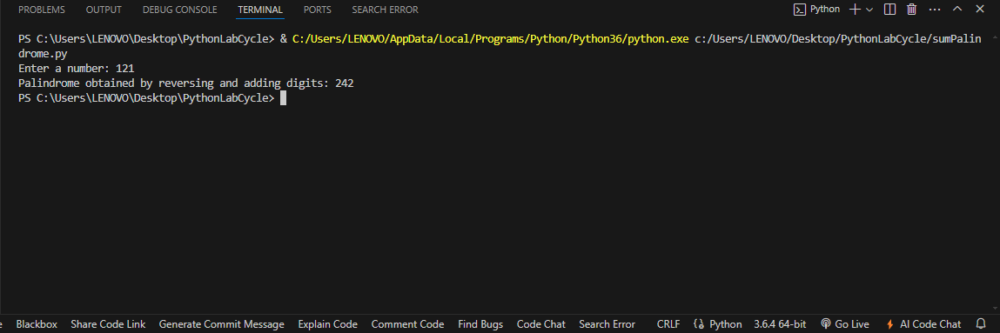 PROBLEMS OUTPUT DEBUG CONSOLE TERMINAL PORTS SEARCH ERROR Python
PS C:\Users\LENOVO\Desktop\PythonLabCycle> & C:/Users/LENOVO/AppData/Local/Programs/Python/Python36/python.exe c:/Users/LENOVO/Desktop/PythonLabCycle/sumPalin
drome.py
Enter a number: 121
Palindrome obtained by reversing and adding digits: 242
PS C:\Users\LENOVO\Desktop\PythonLabCycle>
Blackbox Share Code Link Generate Commit Message Explain Code Comment Code Find Bugs Code Chat Search Error CRLF Python 3.6.4 64-bit Go Live AI Code Chat